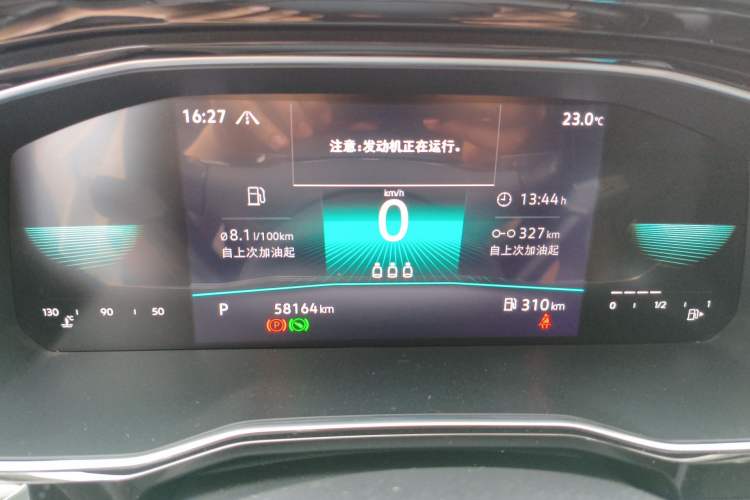 16:27
23.0℃
注意:发动机正在运行。
km/h
0
13:44h
⌀8.1 l/100km
自上次加油起
327km
自上次加油起
130 90 50
P
58164km
310km
0 1/2 1
P